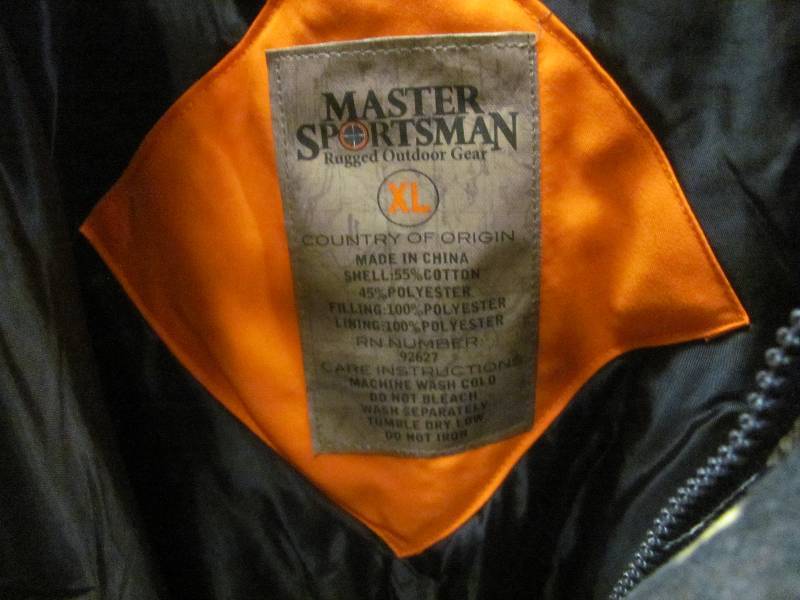 MASTER
SPORTSMAN
Rugged Outdoor Gear
XL
COUNTRY OF ORIGIN
MADE IN CHINA
SHELL:55%COTTON
45%POLYESTER
FILLING:100%POLYESTER
LINING:100%POLYESTER
RN NUMBER:
92627
CARE INSTRUCTIONS
MACHINE WASH COLD
DO NOT BLEACH
WASH SEPARATELY
TUMBLE DRY LOW
DO NOT IRON